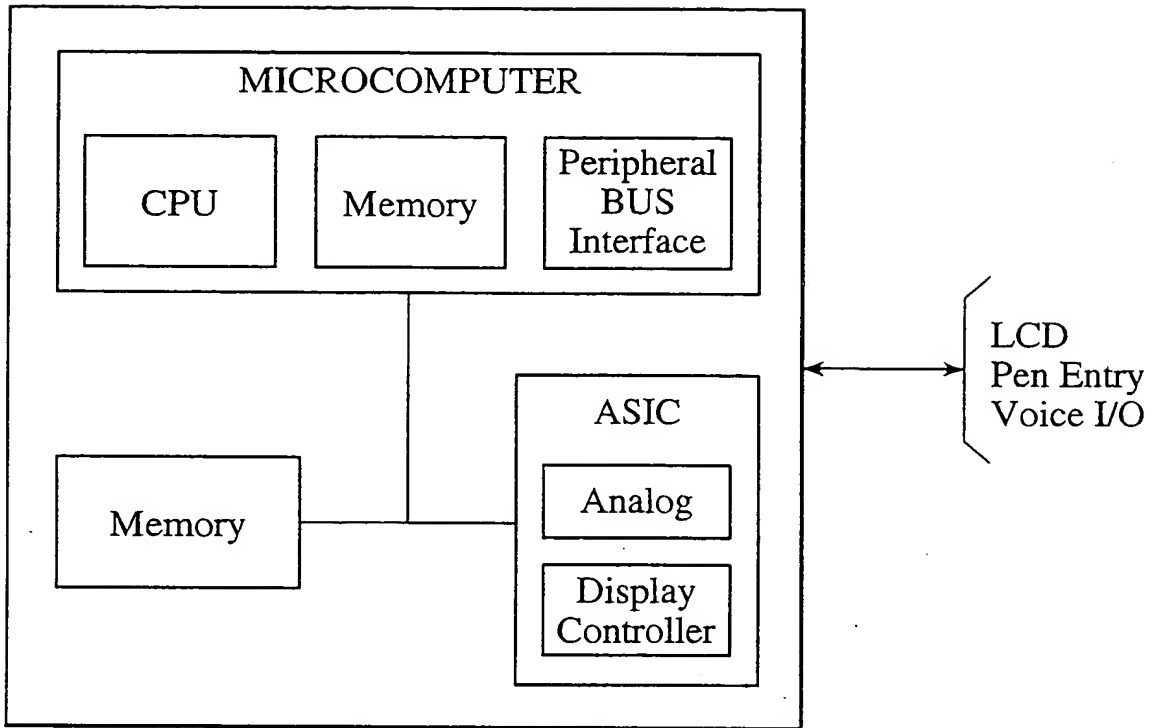 MICROCOMPUTER
CPU
Memory
Peripheral
BUS
Interface
LCD
Pen Entry
Voice I/O
ASIC
Analog
Memory
Display
Controller